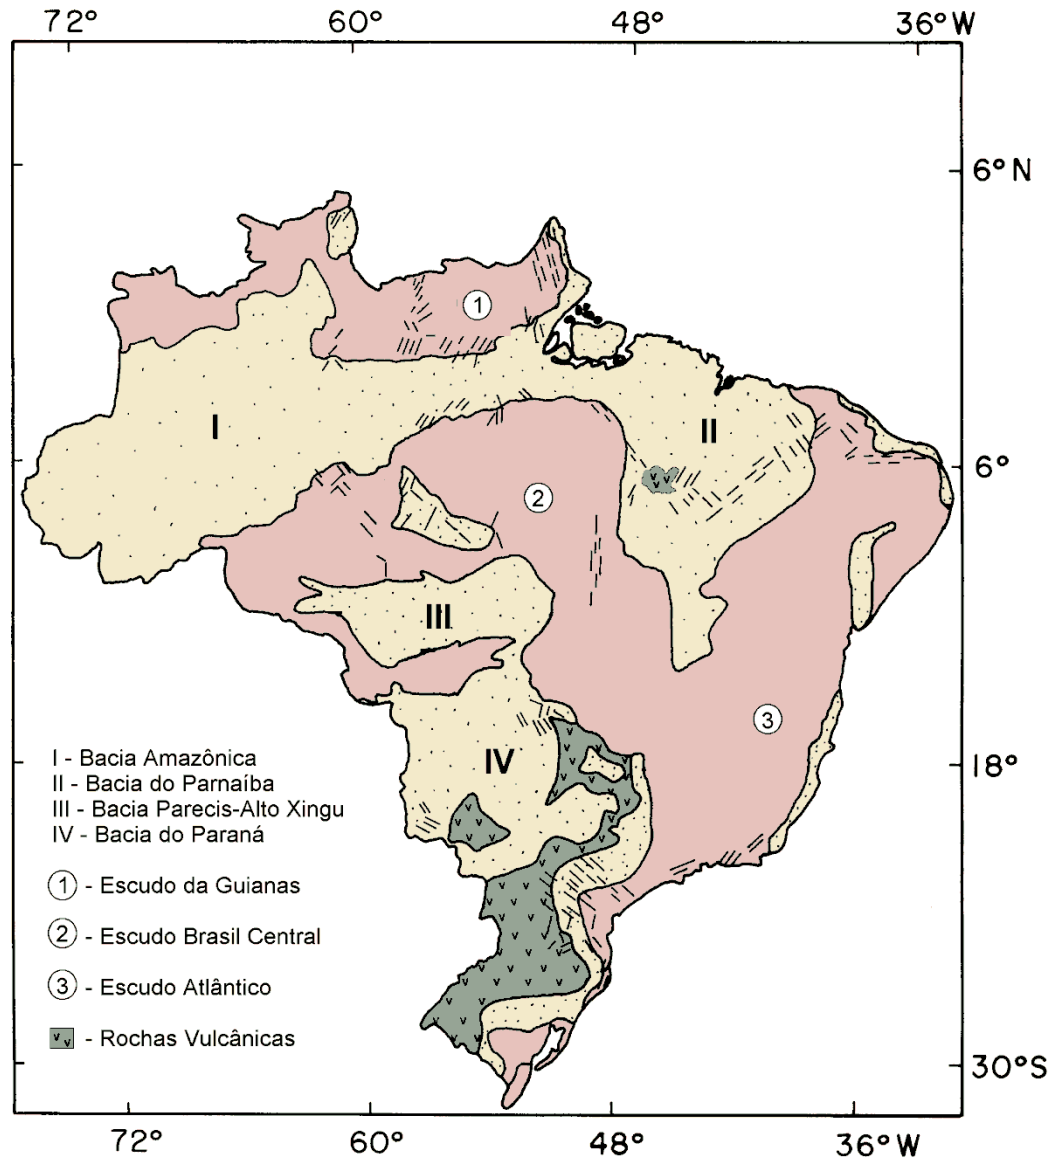 72° 60° 48° 36° W
6° N
1
I
II
6°
2
III
3
IV
18°
I - Bacia Amazônica
II - Bacia do Parnaíba
III - Bacia Parecis-Alto Xingu
IV - Bacia do Paraná
1 - Escudo da Guianas
2 - Escudo Brasil Central
3 - Escudo Atlântico
v v - Rochas Vulcânicas
30° S
72° 60° 48° 36° W